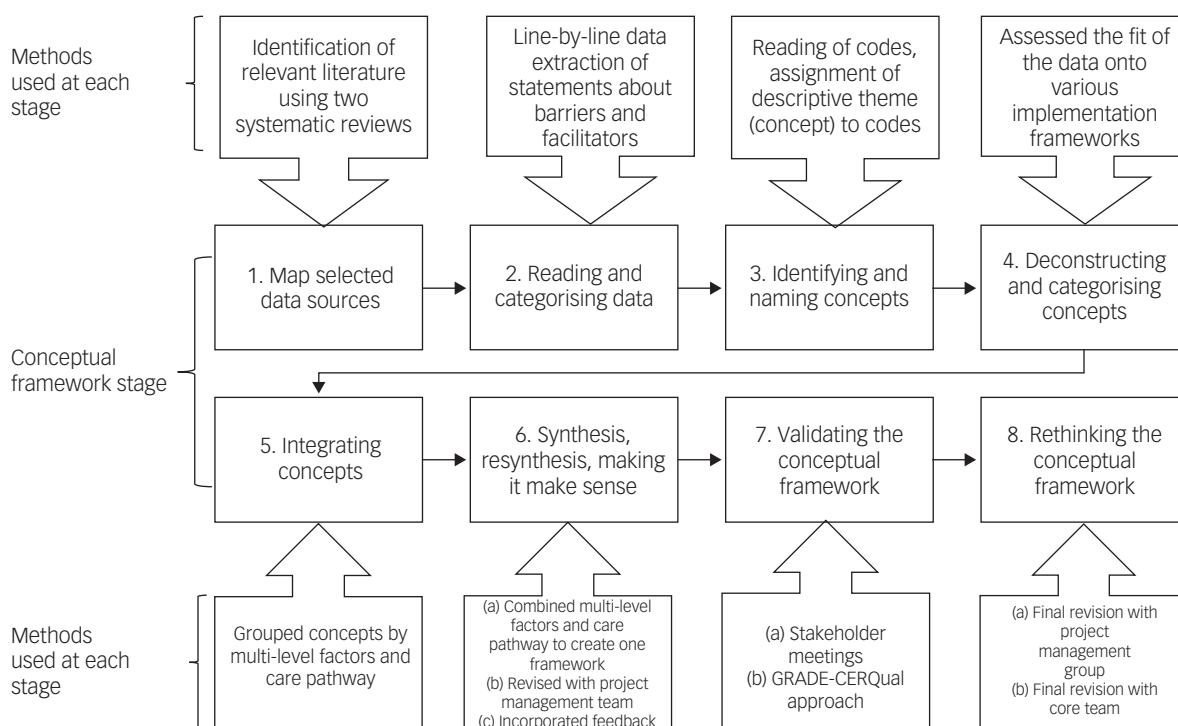 Methods
used at each
stage
Identification of
relevant literature
using two
systematic reviews
Line-by-line data
extraction of
statements about
barriers and
facilitators
Reading of codes,
assignment of
descriptive theme
(concept) to codes
Assessed the fit of
the data onto
various
implementation
frameworks
Conceptual
framework stage
1. Map selected
data sources
2. Reading and
categorising data
3. Identifying and
naming concepts
4. Deconstructing
and categorising
concepts
5. Integrating
concepts
6. Synthesis,
resynthesis, making
it make sense
7. Validating the
conceptual
framework
8. Rethinking the
conceptual
framework
Methods
used at each
stage
Grouped concepts by
multi-level factors and
care pathway
(a) Combined multi-level
factors and care
pathway to create one
framework
(b) Revised with project
management team
(c) Incorporated feedback
(a) Stakeholder
meetings
(b) GRADE-CERQual
approach
(a) Final revision with
project
management
group
(b) Final revision with
core team